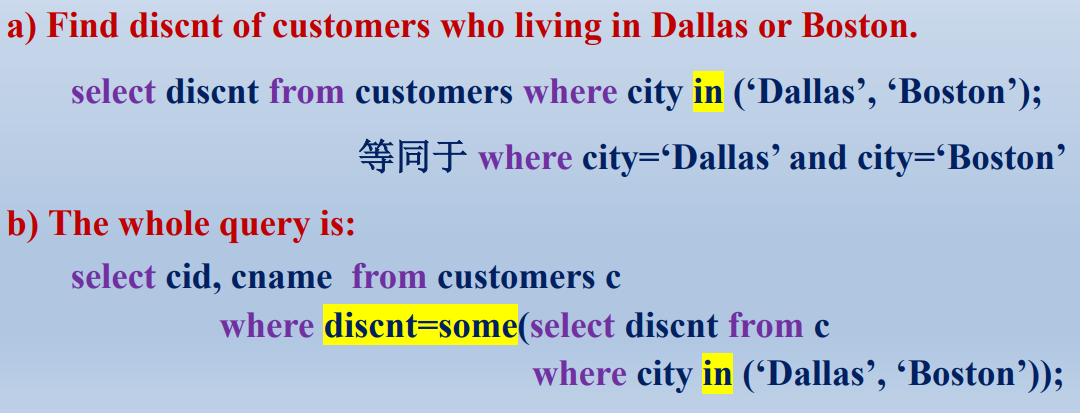 a) Find discnt of customers who living in Dallas or Boston.
select discnt from customers where city in (‘Dallas’, ‘Boston’);
等同于 where city=‘Dallas’ and city=‘Boston’
b) The whole query is:
select cid, cname from customers c
where discnt=some(select discnt from c
where city in (‘Dallas’, ‘Boston’));